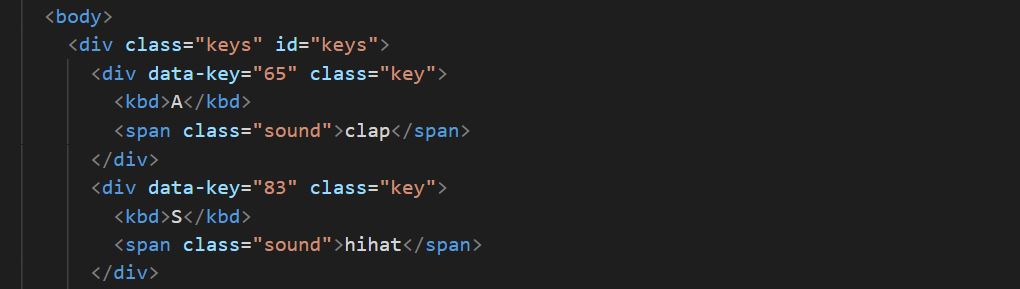 <body>
<div class="keys" id="keys">
<div data-key="65" class="key">
<kbd>A</kbd>
<span class="sound">clap</span>
</div>
<div data-key="83" class="key">
<kbd>S</kbd>
<span class="sound">hihat</span>
</div>